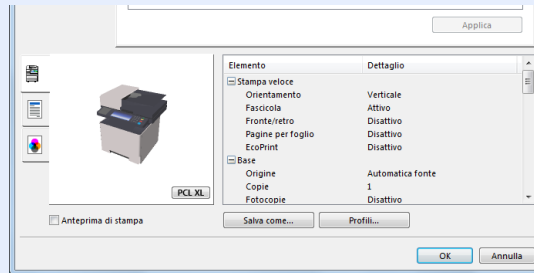 Applica
Elemento Dettaglio
Stampa veloce
Orientamento Verticale
Fascicola Attivo
Fronte/retro Disattivo
Pagine per foglio Disattivo
EcoPrint Disattivo
Base
Origine Automatica fonte
Copie 1
Fotocopie Disattivo
PCL XL
Anteprima di stampa Salva come... Profili...
OK Annulla